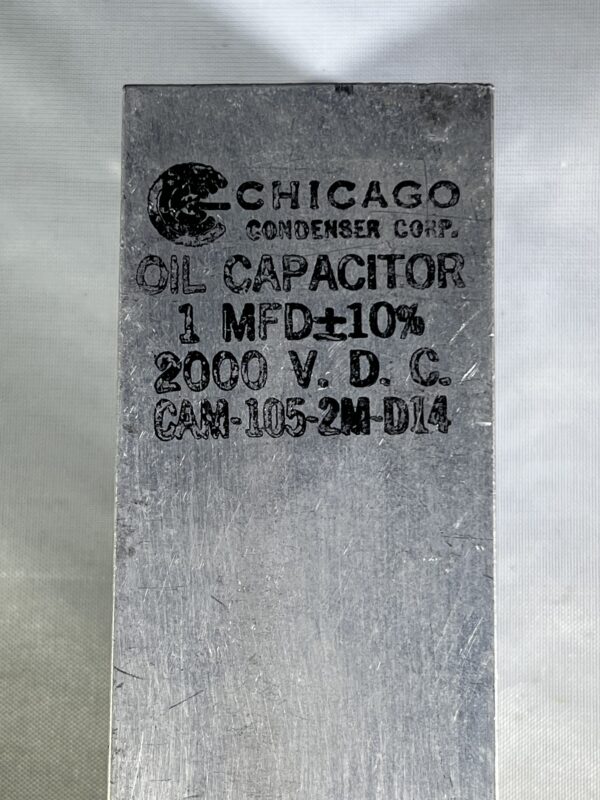 CHICAGO
CONDENSER CORP.
OIL CAPACITOR
1 MFD±10%
2000 V. D. C.
CAM-105-2M-D14